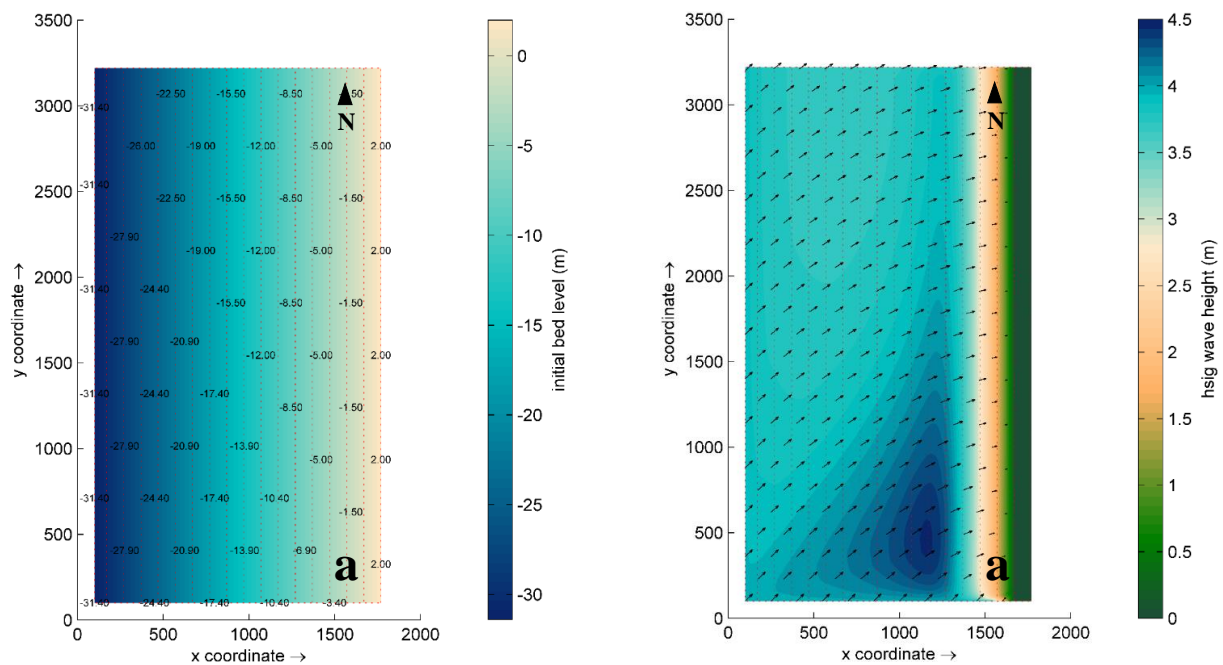 3500
3000
2500
2000
1500
1000
500
0
y coordinate →
-22.50 -15.50 -8.50 .50
-31.40
N
-26.00 -19.00 -12.00 -5.00 2.00
-31.40
-22.50 -15.50 -8.50 -1.50
-27.90
-19.00 -12.00 -5.00 2.00
-31.40 -24.40
-15.50 -8.50 -1.50
-27.90 -20.90
-12.00 -5.00 2.00
-31.40 -24.40 -17.40
-8.50 -1.50
-27.90 -20.90 -13.90
-5.00 2.00
-31.40 -24.40 -17.40 -10.40
-1.50
-27.90 -20.90 -13.90 -6.90
2.00
a
-31.40 -24.40 -17.40 -10.40 -3.40
0 500 1000 1500 2000
x coordinate →
0
-5
-10
-15
-20
-25
-30
initial bed level (m)
3500
3000
2500
2000
1500
1000
500
0
y coordinate →
N
a
0 500 1000 1500 2000
x coordinate →
4.5
4
3.5
3
2.5
2
1.5
1
0.5
0
hsig wave height (m)